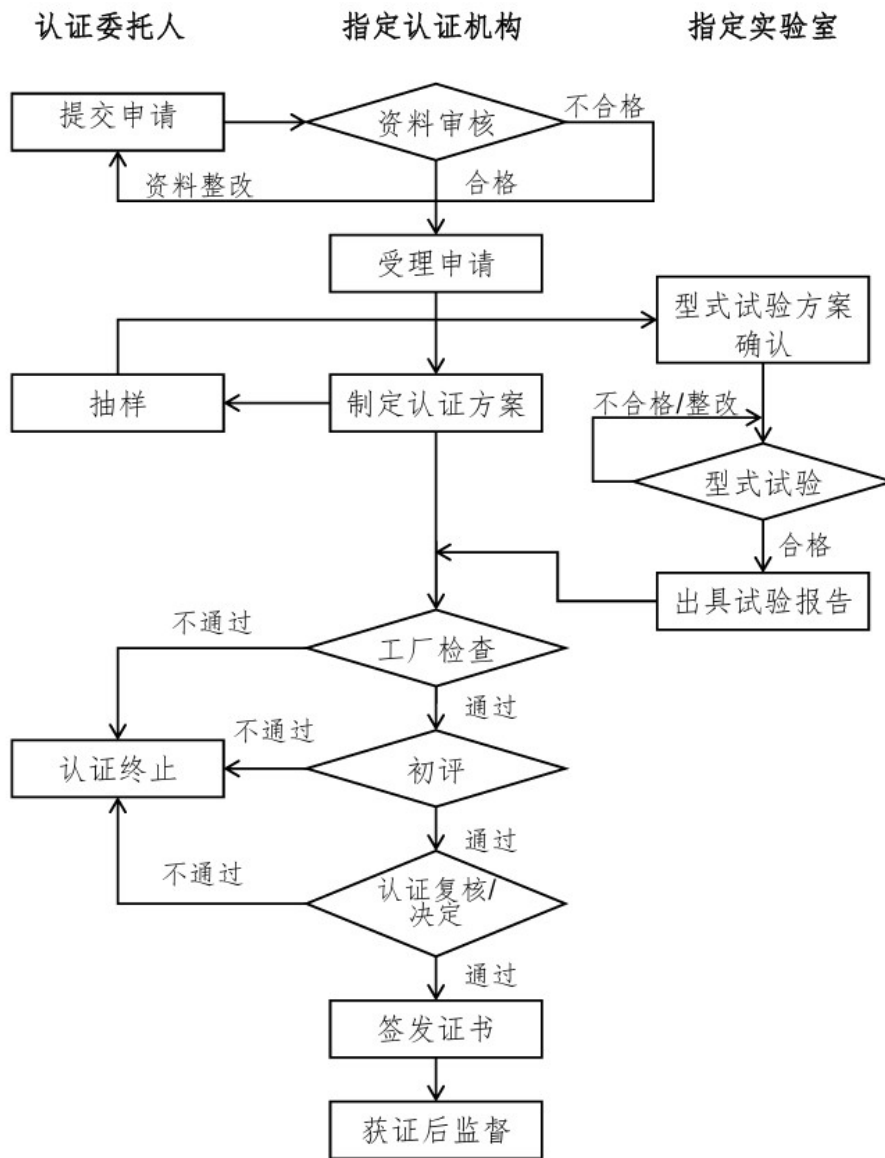 认证委托人 指定认证机构 指定实验室
提交申请
资料审核
不合格
资料整改
合格
受理申请
型式试验方案
确认
抽样
制定认证方案
不合格/整改
型式试验
合格
出具试验报告
不通过
工厂检查
通过
不通过
认证终止
初评
通过
不通过
认证复核/
决定
通过
签发证书
获证后监督